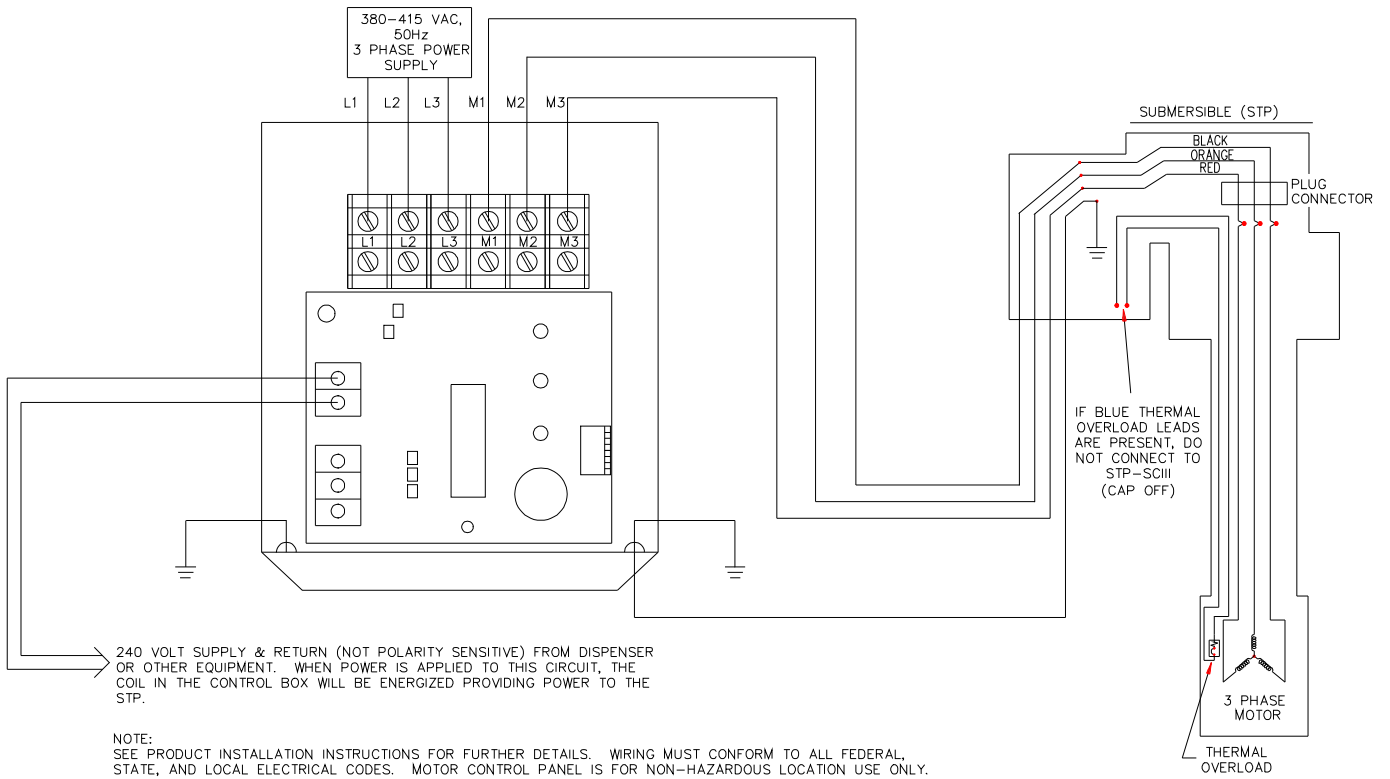 380-415 VAC,
50Hz
3 PHASE POWER
SUPPLY
L1 L2 L3 M1 M2 M3
L1 L2 L3 M1 M2 M3
SUBMERSIBLE (STP)
BLACK
ORANGE
RED
PLUG
CONNECTOR
IF BLUE THERMAL
OVERLOAD LEADS
ARE PRESENT, DO
NOT CONNECT TO
STP-SCIII
(CAP OFF)
3 PHASE
MOTOR
THERMAL
OVERLOAD
240 VOLT SUPPLY & RETURN (NOT POLARITY SENSITIVE) FROM DISPENSER
OR OTHER EQUIPMENT. WHEN POWER IS APPLIED TO THIS CIRCUIT, THE
COIL IN THE CONTROL BOX WILL BE ENERGIZED PROVIDING POWER TO THE
STP.
NOTE:
SEE PRODUCT INSTALLATION INSTRUCTIONS FOR FURTHER DETAILS. WIRING MUST CONFORM TO ALL FEDERAL,
STATE, AND LOCAL ELECTRICAL CODES. MOTOR CONTROL PANEL IS FOR NON-HAZARDOUS LOCATION USE ONLY.